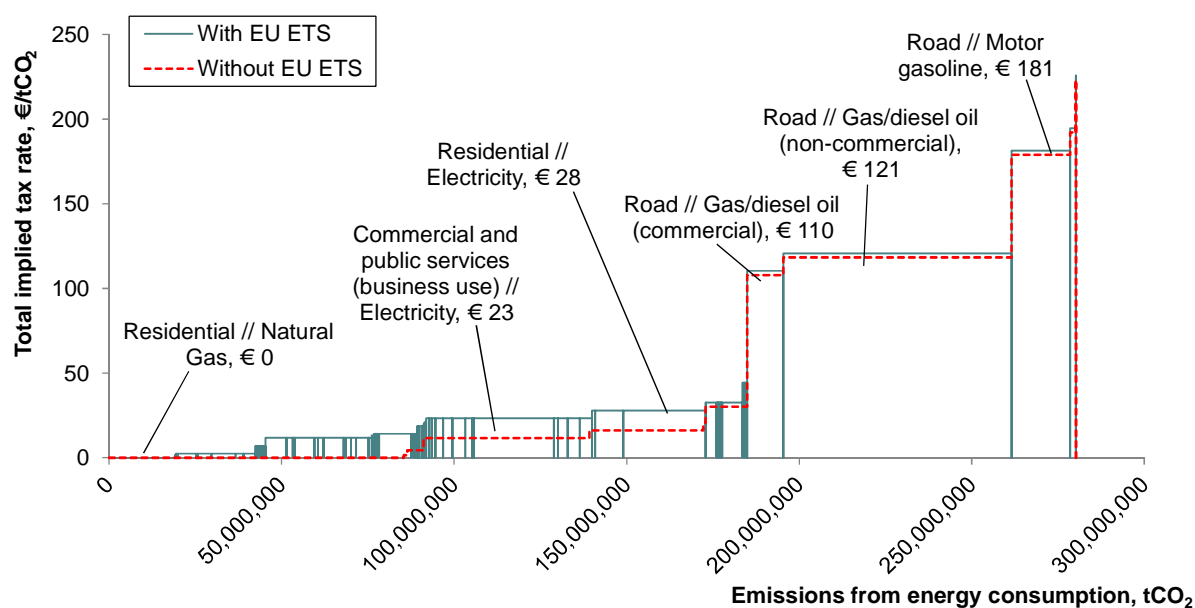 Total implied tax rate, €/tCO2
250
200
150
100
50
0
With EU ETS
Without EU ETS
Residential // Natural
Gas, € 0
Commercial and
public services
(business use) //
Electricity, € 23
Residential //
Electricity, € 28
Road // Gas/diesel oil
(commercial), € 110
Road // Gas/diesel oil
(non-commercial),
€ 121
Road // Motor
gasoline, € 181
0
50,000,000
100,000,000
150,000,000
200,000,000
250,000,000
300,000,000
Emissions from energy consumption, tCO2